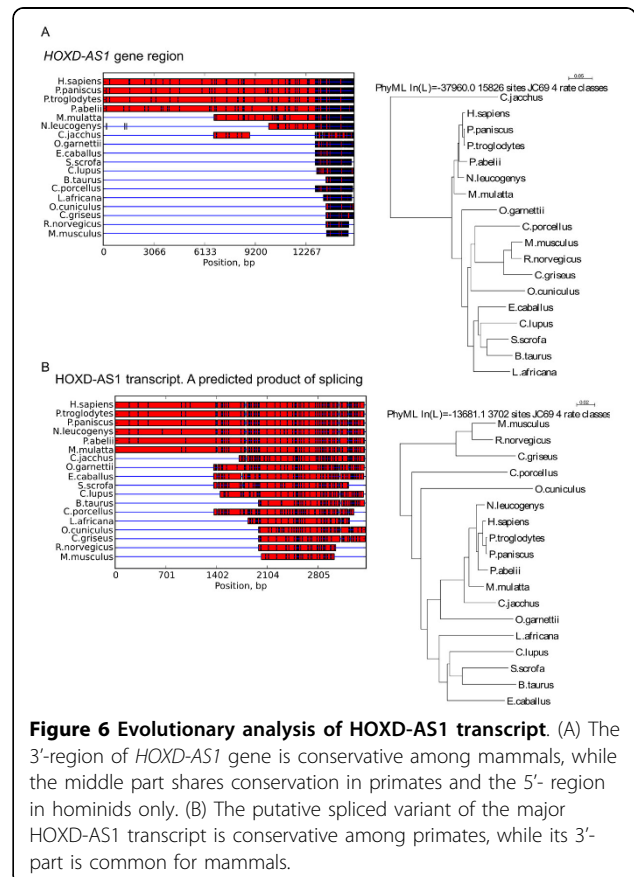 A
HOXD-AS1 gene region
H.sapiens
P.paniscus
P.troglodytes
P.abelii
M.mulatta
N.leucogenys
C.jacchus
O.garnettii
E.caballus
S.scrofa
C.lupus
B.taurus
C.porcellus
L.africana
O.cuniculus
C.griseus
R.norvegicus
M.musculus
0 3066 6133 9200 12267
Position, bp
0.05
PhyML ln(L)=-37960.0 15826 sites JC69 4 rate classes
C.jacchus
H.sapiens
P.paniscus
P.troglodytes
P.abelii
N.leucogenys
M.mulatta
O.garnettii
C.porcellus
M.musculus
R.norvegicus
C.griseus
O.cuniculus
E.caballus
C.lupus
S.scrofa
B.taurus
L.africana
B
HOXD-AS1 transcript. A predicted product of splicing
H.sapiens
P.troglodytes
P.paniscus
N.leucogenys
P.abelii
M.mulatta
C.jacchus
O.garnettii
E.caballus
S.scrofa
C.lupus
B.taurus
C.porcellus
L.africana
O.cuniculus
C.griseus
R.norvegicus
M.musculus
0 701 1402 2104 2805
Position, bp
0.02
PhyML ln(L)=-13681.1 3702 sites JC69 4 rate classes
M.musculus
R.norvegicus
C.griseus
C.porcellus
O.cuniculus
N.leucogenys
H.sapiens
P.troglodytes
P.paniscus
P.abelii
M.mulatta
C.jacchus
O.garnettii
L.africana
C.lupus
S.scrofa
B.taurus
E.caballus
Figure 6 Evolutionary analysis of HOXD-AS1 transcript. (A) The
3'-region of HOXD-AS1 gene is conservative among mammals, while
the middle part shares conservation in primates and the 5'- region
in hominids only. (B) The putative spliced variant of the major
HOXD-AS1 transcript is conservative among primates, while its 3'-
part is common for mammals.